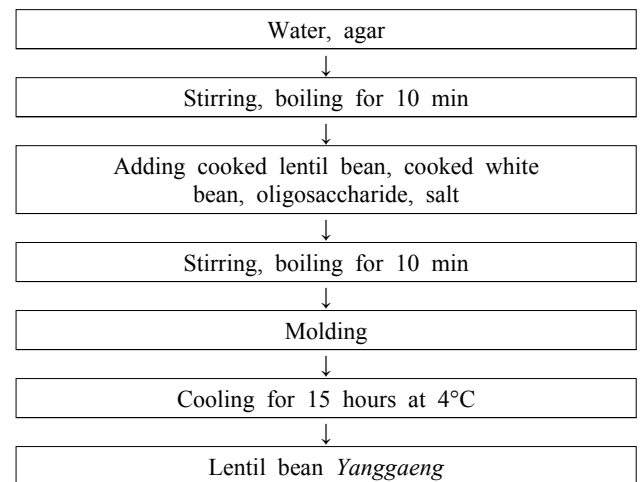 Water, agar
↓
Stirring, boiling for 10 min
↓
Adding cooked lentil bean, cooked white
bean, oligosaccharide, salt
↓
Stirring, boiling for 10 min
↓
Molding
↓
Cooling for 15 hours at 4°C
↓
Lentil bean Yanggaeng